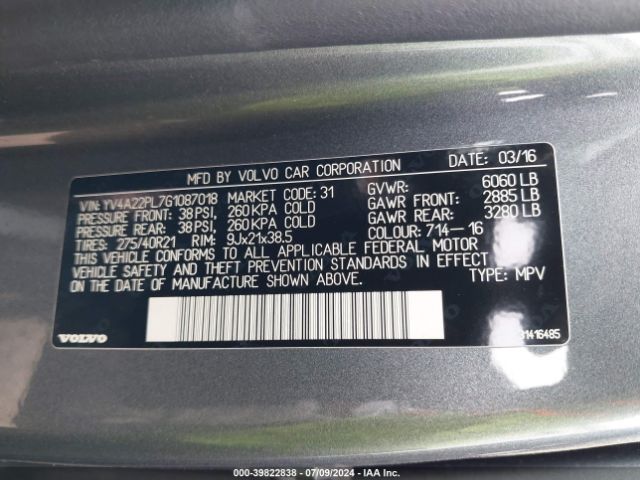 MFD BY VOLVO CAR CORPORATION DATE: 03/16
VIN: YV4A22PL7G1087018 MARKET CODE: 31 GVWR: 6060 LB
PRESSURE FRONT: 38 PSI, 260 KPA COLD GAWR FRONT: 2885 LB
PRESSURE REAR: 38 PSI, 260 KPA COLD GAWR REAR: 3280 LB
TIRES: 275/40R21 RIM: 9Jx21x38.5 COLOUR: 714-16
THIS VEHICLE CONFORMS TO ALL APPLICABLE FEDERAL MOTOR
VEHICLE SAFETY AND THEFT PREVENTION STANDARDS IN EFFECT
ON THE DATE OF MANUFACTURE SHOWN ABOVE. TYPE: MPV
VOLVO 31416485
000-39822838 - 07/09/2024 - IAA Inc.